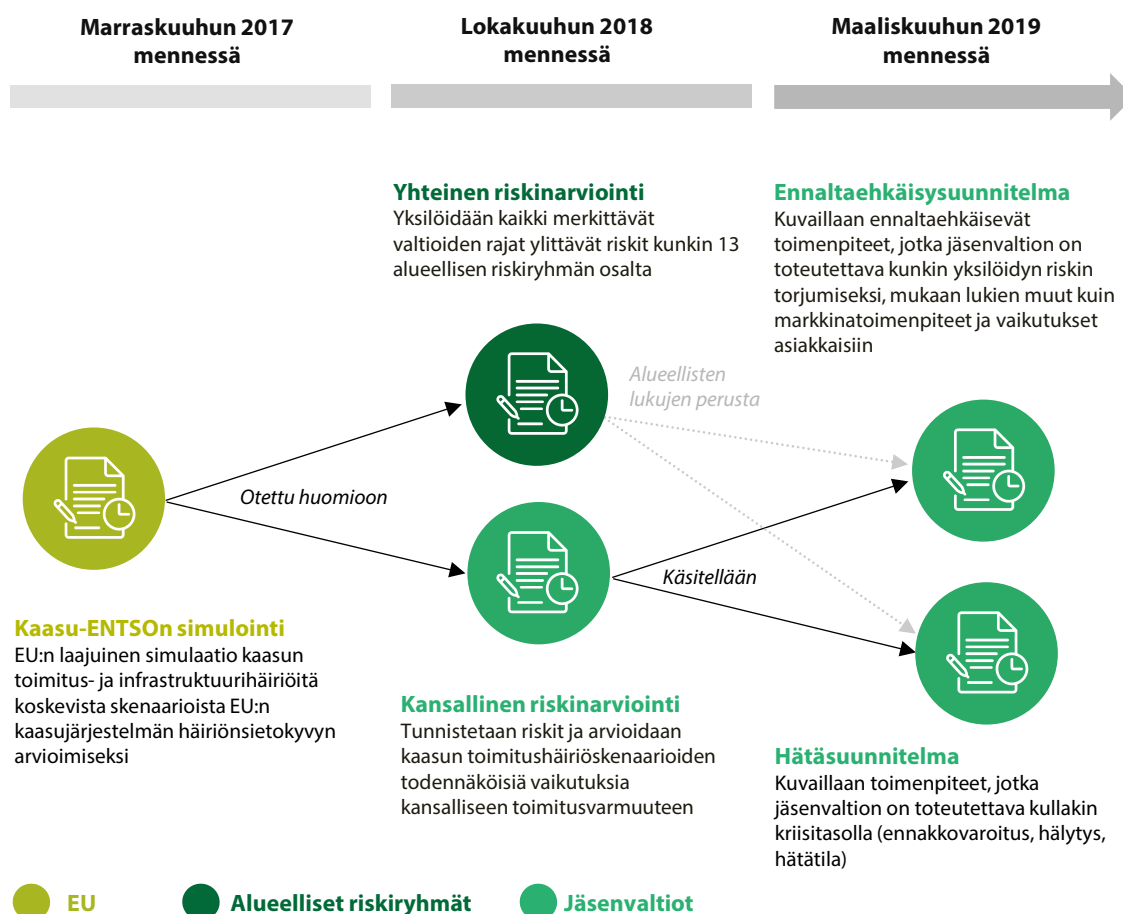 Marraskuuhun 2017
mennessä
Lokakuuhun 2018
mennessä
Maaliskuuhun 2019
mennessä
Yhteinen riskinarviointi
Yksilöidään kaikki merkittävät
valtioiden rajat ylittävät riskit kunkin 13
alueellisen riskiryhmän osalta
Ennaltaehkäisysuunnitelma
Kuvaillaan ennaltaehkäisevät
toimenpiteet, jotka jäsenvaltion on
toteutettava kunkin yksilöidyn riskin
torjumiseksi, mukaan lukien muut kuin
markkinatoimenpiteet ja vaikutukset
asiakkaisiin
Alueellisten
lukujen perusta
Otettu huomioon
Käsitellään
Kaasu-ENTSOn simulointi
EU:n laajuinen simulaatio kaasun
toimitus- ja infrastruktuurihäiriöitä
koskevista skenaarioista EU:n
kaasujärjestelmän häiriönsietokyvyn
arvioimiseksi
Kansallinen riskinarviointi
Tunnistetaan riskit ja arvioidaan
kaasun toimitushäiriöskenaarioiden
todennäköisiä vaikutuksia
kansalliseen toimitusvarmuuteen
Hätäsuunnitelma
Kuvaillaan toimenpiteet, jotka
jäsenvaltion on toteutettava kullakin
kriisitasolla (ennakkovaroitus, hälytys,
hätätila)
EU
Alueelliset riskiryhmät
Jäsenvaltiot